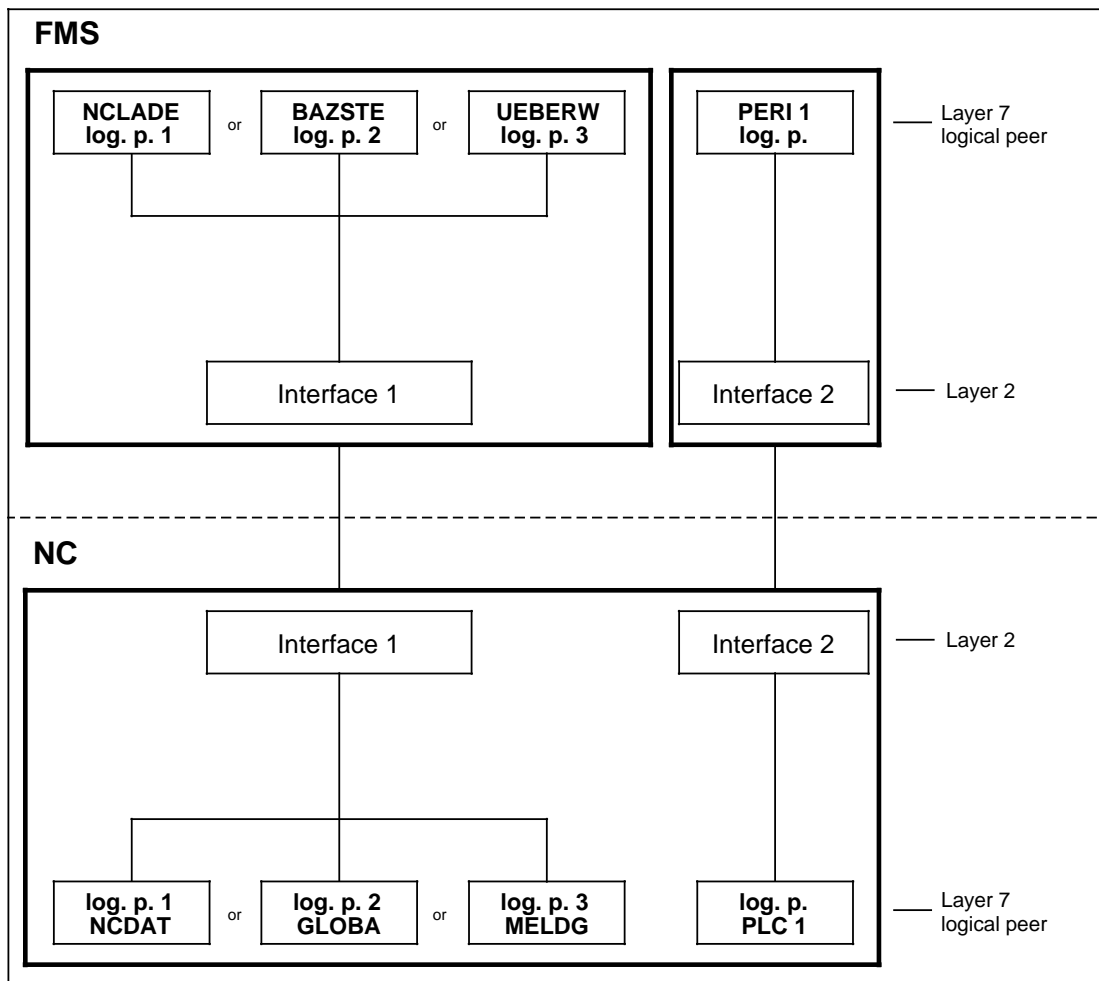 FMS
NCLADE
log. p. 1
or
BAZSTE
log. p. 2
or
UEBERW
log. p. 3
PERI 1
log. p.
Layer 7
logical peer
Interface 1
Interface 2
Layer 2
NC
Interface 1
Interface 2
Layer 2
log. p. 1
NCDAT
or
log. p. 2
GLOBA
or
log. p. 3
MELDG
log. p.
PLC 1
Layer 7
logical peer